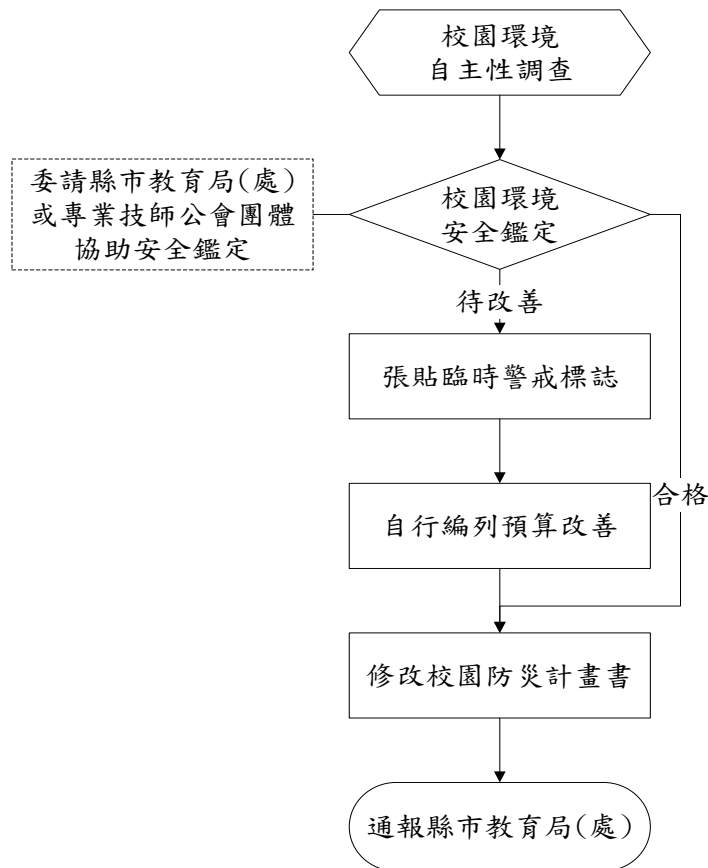 校園環境
自主性調查
委請縣市教育局(處)
或專業技師公會團體
協助安全鑑定
校園環境
安全鑑定
待改善
張貼臨時警戒標誌
合格
自行編列預算改善
修改校園防災計畫書
通報縣市教育局(處)